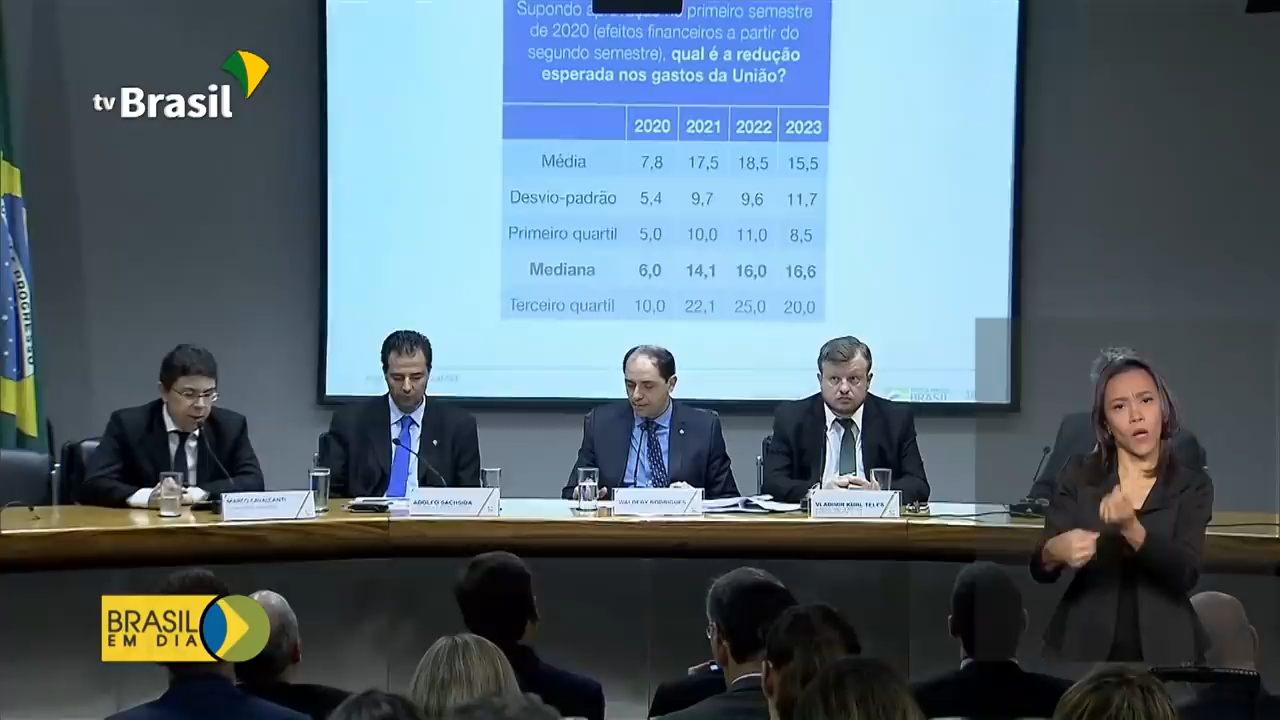 Supondo aprovação no primeiro semestre
de 2020 (efeitos financeiros a partir do
segundo semestre), qual é a redução
esperada nos gastos da União?
2020 2021 2022 2023
Média 7,8 17,5 18,5 15,5
Desvio-padrão 5,4 9,7 9,6 11,7
Primeiro quartil 5,0 10,0 11,0 8,5
Mediana 6,0 14,1 16,0 16,6
Terceiro quartil 10,0 22,1 25,0 20,0
tv Brasil
BRASIL
MARCO CAVALCANTI
ADOLFO SACHSIDA
WALDERY RODRIGUES
VLADIMIR KUHL TELES
BRASIL
EM DIA